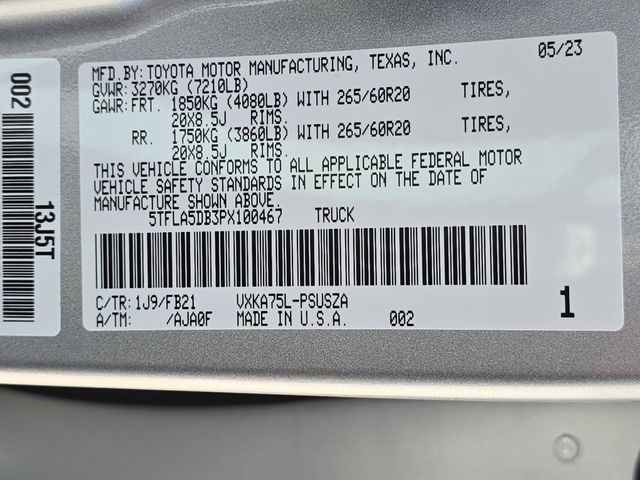 002
13J5T
MFD.BY: TOYOTA MOTOR MANUFACTURING, TEXAS, INC. 05/23
GVWR: 3270KG (7210LB)
GAWR: FRT. 1850KG (4080LB) WITH 265/60R20 TIRES,
20X8.5J RIMS.
RR. 1750KG (3860LB) WITH 265/60R20 TIRES,
20X8.5J RIMS.
THIS VEHICLE CONFORMS TO ALL APPLICABLE FEDERAL MOTOR
VEHICLE SAFETY STANDARDS IN EFFECT ON THE DATE OF
MANUFACTURE SHOWN ABOVE.
5TFLA5DB3PX100467 TRUCK
C/TR: 1J9/FB21 VXKA75L-PSUSZA
A/TM: /AJA0F MADE IN U.S.A. 002
1